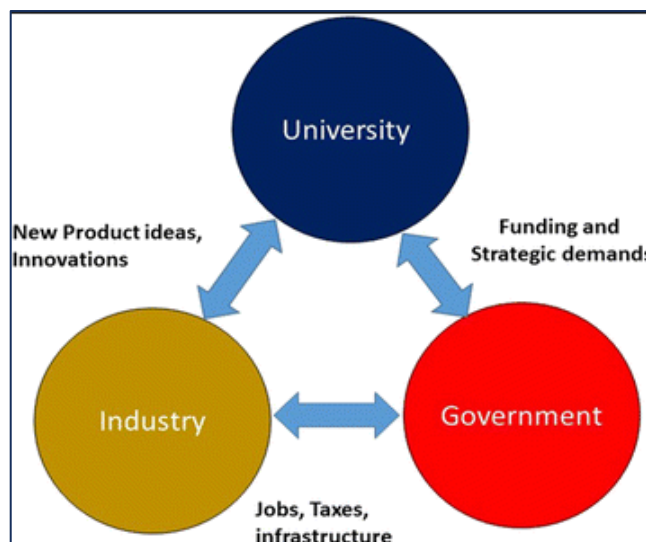 University
New Product ideas,
Innovations
Funding and
Strategic demands
Industry
Government
Jobs, Taxes,
infrastructure